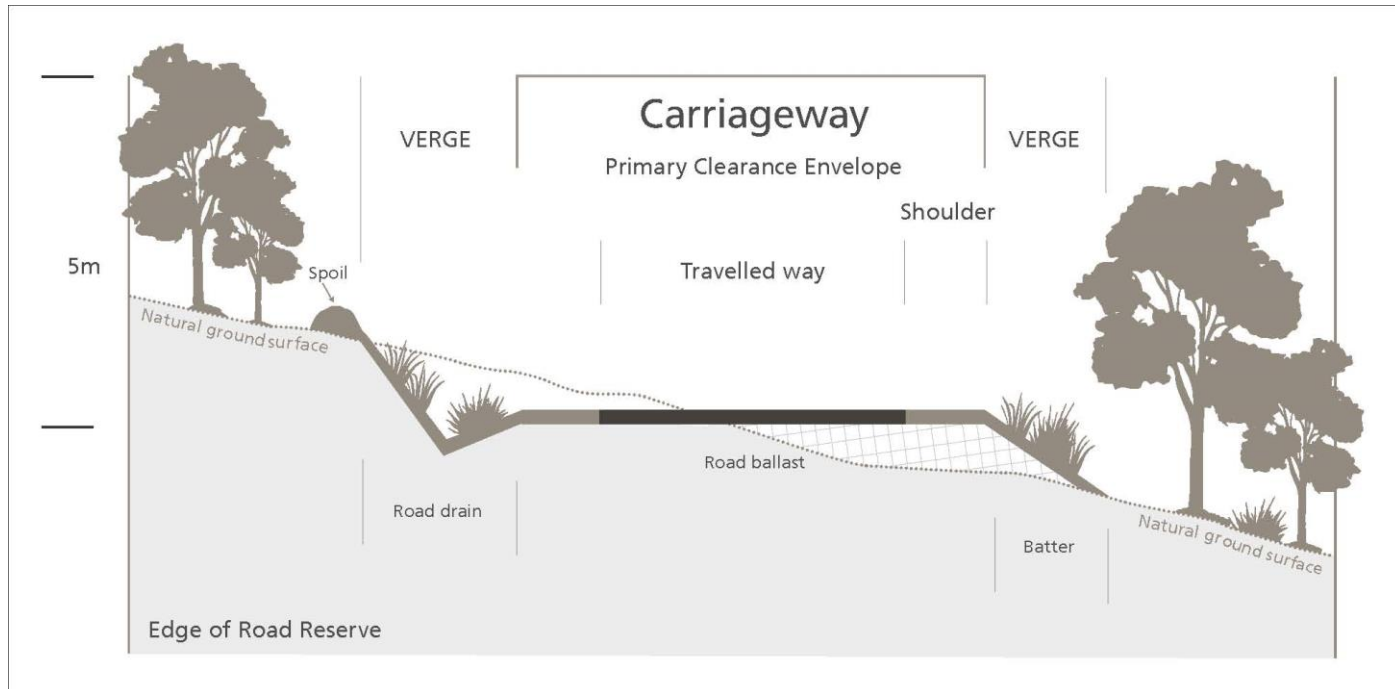 Carriageway
VERGE
VERGE
Primary Clearance Envelope
Shoulder
5m
Spoil
Travelled way
Natural ground surface
Road ballast
Road drain
Natural ground surface
Batter
Edge of Road Reserve